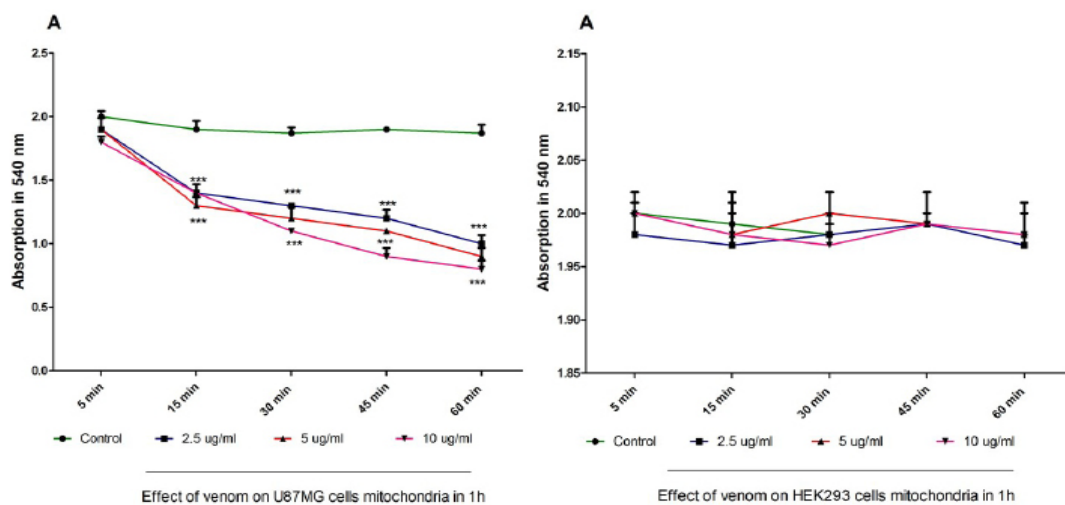 A
2.5
2.0
1.5
1.0
0.5
0.0
Absorption in 540 nm
***
***
***
***
***
***
***
5 min
15 min
30 min
45 min
60 min
Control
2.5 ug/ml
5 ug/ml
10 ug/ml
Effect of venom on U87MG cells mitochondria in 1h
A
2.15
2.10
2.05
2.00
1.95
1.90
1.85
Absorption in 540 nm
5 min
15 min
30 min
45 min
60 min
Control
2.5 ug/ml
5 ug/ml
10 ug/ml
Effect of venom on HEK293 cells mitochondria in 1h